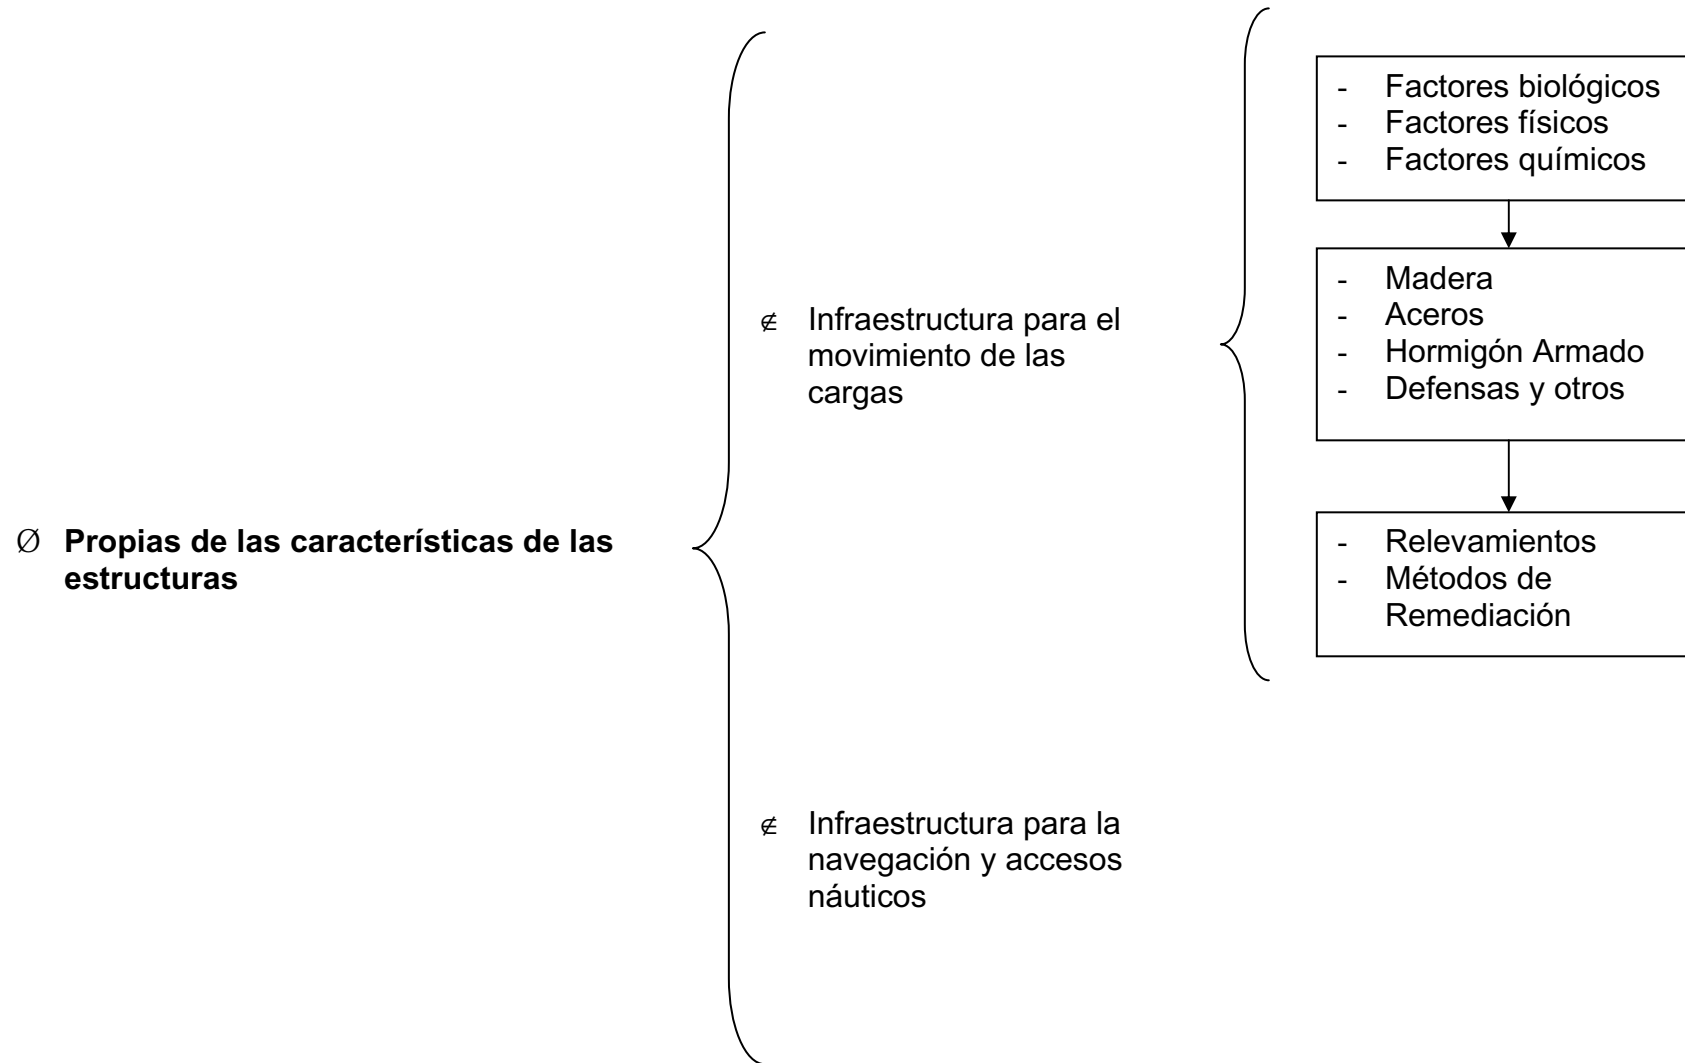 Ø Propias de las características de las
estructuras
∉ Infraestructura para el
movimiento de las
cargas
- Factores biológicos
- Factores físicos
- Factores químicos
- Madera
- Aceros
- Hormigón Armado
- Defensas y otros
- Relevamientos
- Métodos de
Remediación
∉ Infraestructura para la
navegación y accesos
náuticos